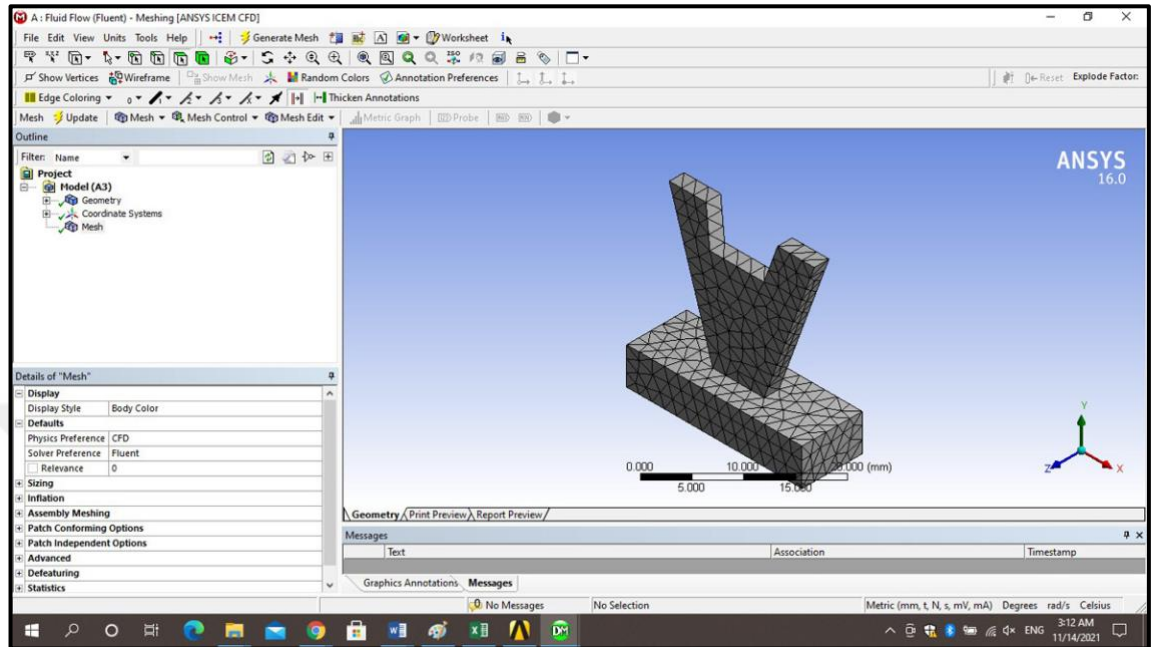 A : Fluid Flow (Fluent) - Meshing [ANSYS ICEM CFD]
File Edit View Units Tools Help Generate Mesh A Worksheet
Show Vertices Wireframe Show Mesh Random Colors Annotation Preferences Reset Explode Factor:
Edge Coloring Thicken Annotations
Mesh Update Mesh Mesh Control Mesh Edit Metric Graph Probe
Outline
Filter: Name
Project
Model (A3)
Geometry
Coordinate Systems
Mesh
ANSYS
16.0
Details of "Mesh"
Display
Display Style Body Color
Defaults
Physics Preference CFD
Solver Preference Fluent
Relevance 0
Sizing
Inflation
Assembly Meshing
Patch Conforming Options
Patch Independent Options
Advanced
Defeaturing
Statistics
Y
Z X
0.000 10.000 (mm)
5.000
Geometry Print Preview Report Preview
Messages
Text Association Timestamp
Graphics Annotations Messages
0 No Messages No Selection Metric (mm, t, N, s, mV, mA) Degrees rad/s Celsius
DM ENG 3:12 AM
11/14/2021